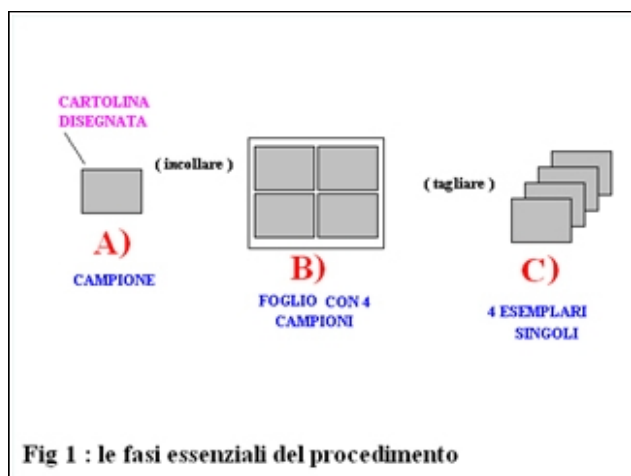 CARTOLINA
DISEGNATA
( incollare )
( tagliare )
A)
B)
C)
CAMPIONE
FOGLIO CON 4
CAMPIONI
4 ESEMPLARI
SINGOLI
Fig 1 : le fasi essenziali del procedimento